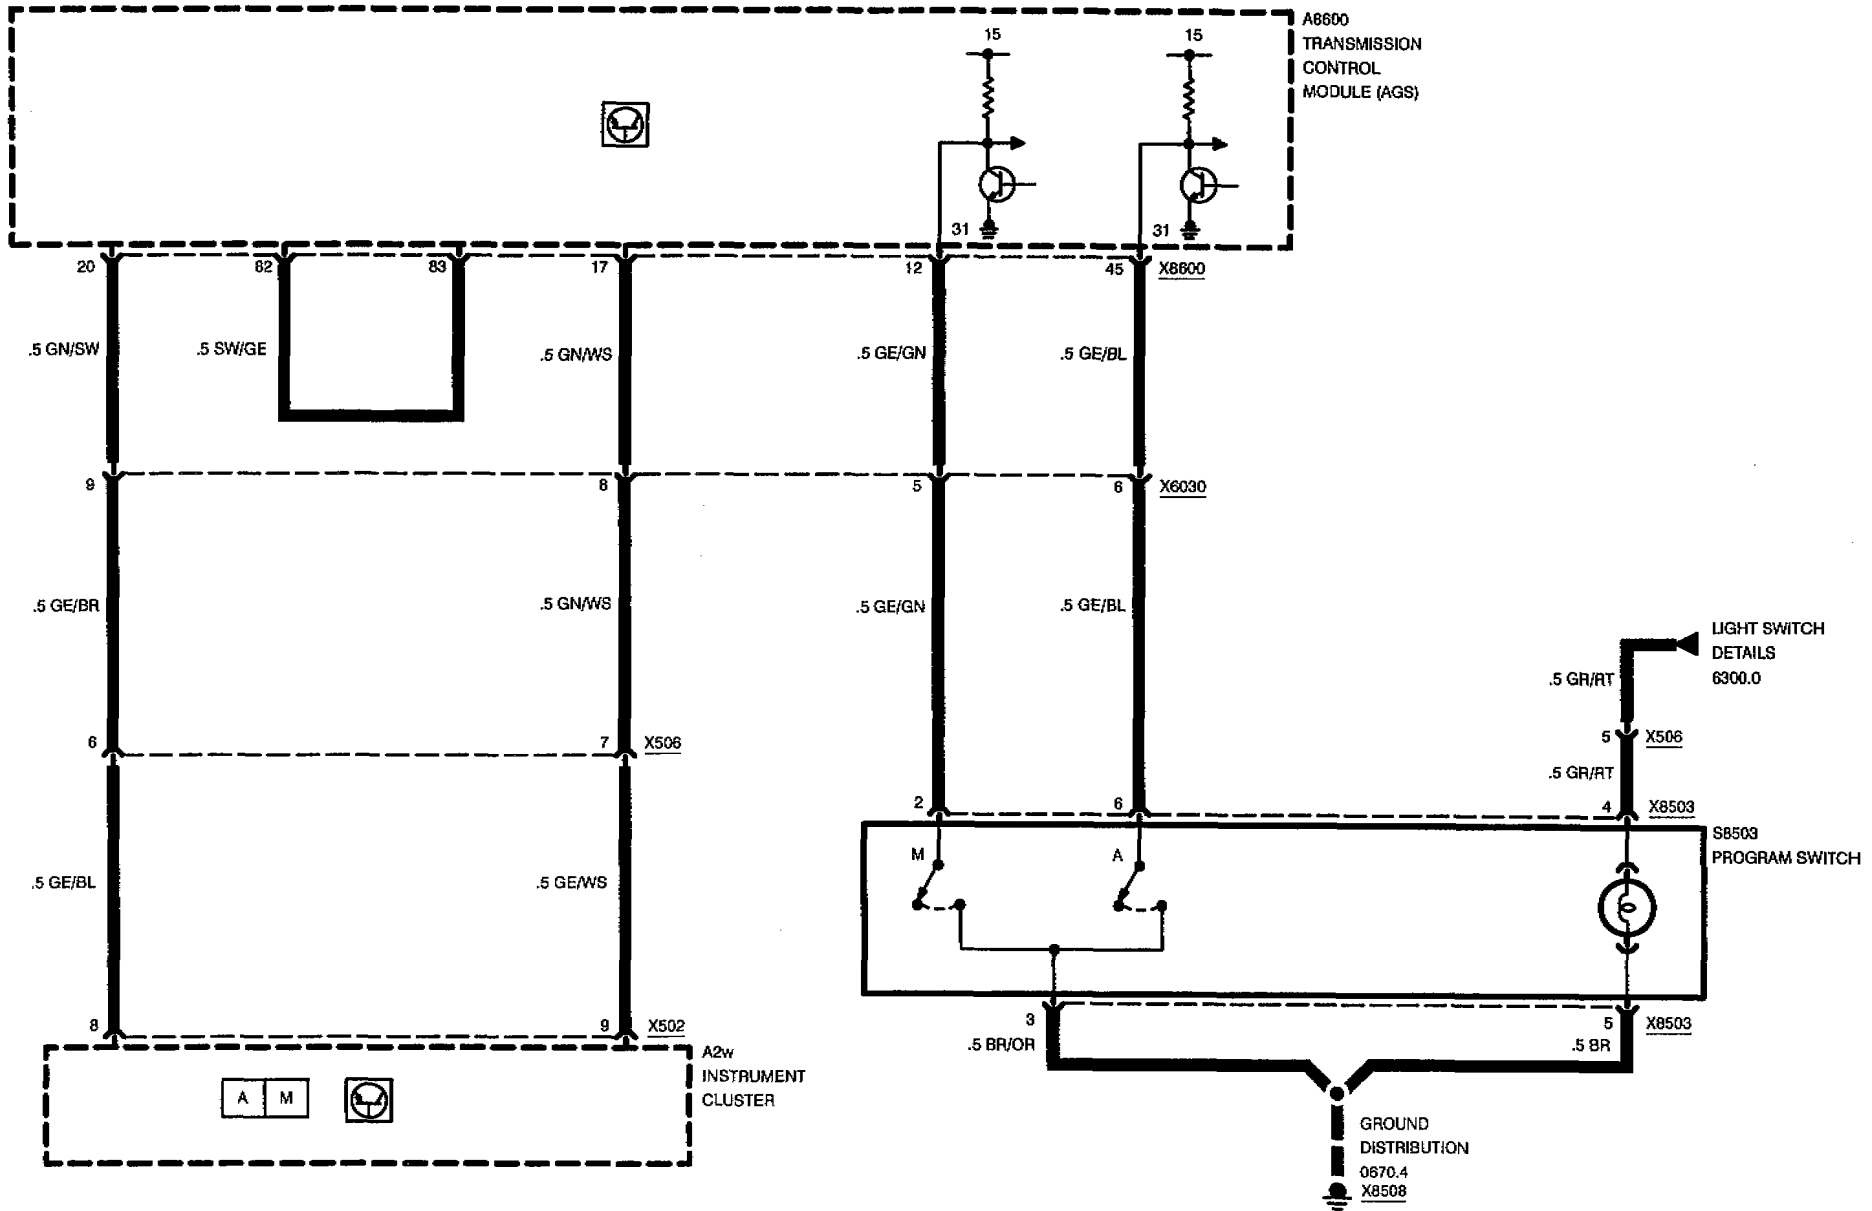 A8600
TRANSMISSION
CONTROL
MODULE (AGS)
15
15
31
31
20
82
83
17
12
45
X8600
.5 GN/SW
.5 SW/GE
.5 GN/WS
.5 GE/GN
.5 GE/BL
9
8
5
6
X6030
.5 GE/BR
.5 GN/WS
.5 GE/GN
.5 GE/BL
LIGHT SWITCH
DETAILS
6300.0
.5 GR/RT
5
X506
.5 GR/RT
6
7
X506
2
6
4
X8503
S8503
PROGRAM SWITCH
M
A
.5 GE/BL
.5 GE/WS
8
9
X502
3
5
X8503
.5 BR/OR
.5 BR
A2w
INSTRUMENT
CLUSTER
A
M
GROUND
DISTRIBUTION
0670.4
X8508